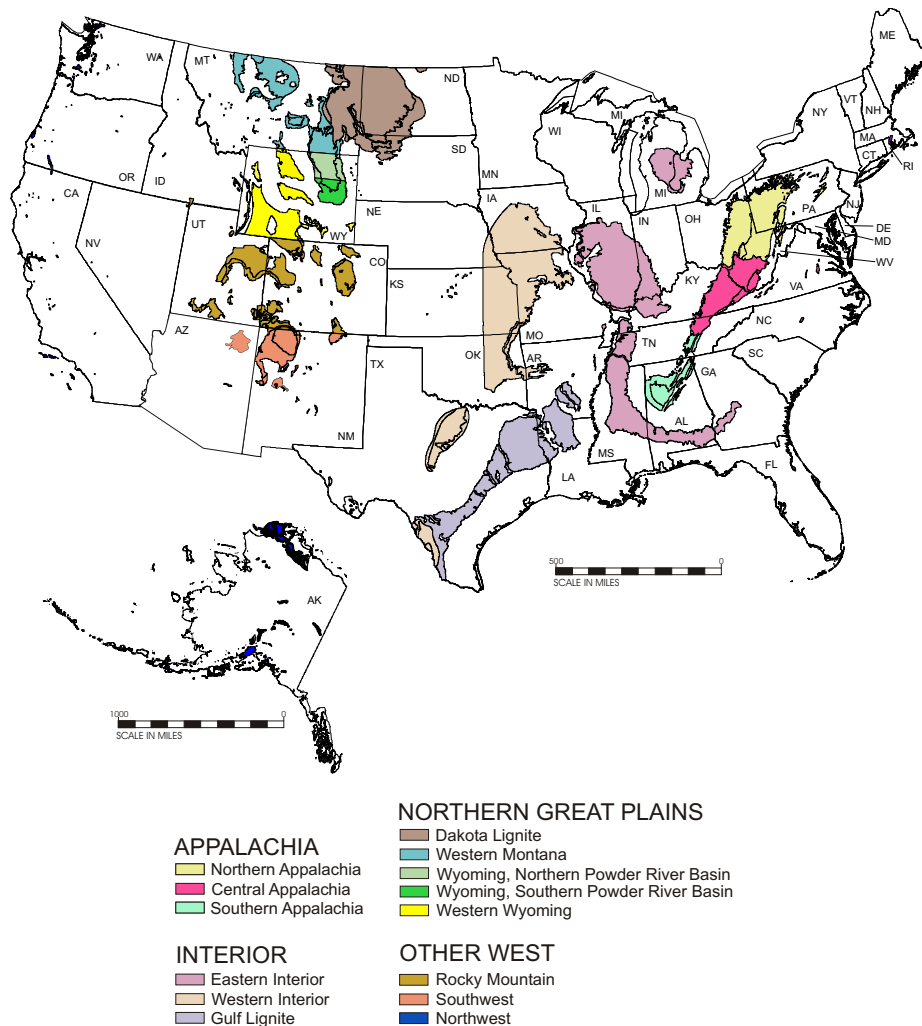 ME
WA
MT
ND
VT
NH
NY
MI
WI
MA
SD
CT
RI
OR
ID
MN
MI
CA
IA
PA
NE
IL
IN
OH
NJ
UT
WY
DE
NV
MD
CO
WV
KS
KY
VA
MO
NC
AZ
TN
OK
AR
SC
TX
GA
AL
NM
MS
LA
FL
500
0
SCALE IN MILES
AK
1000
0
SCALE IN MILES
APPALACHIA
Northern Appalachia
Central Appalachia
Southern Appalachia
NORTHERN GREAT PLAINS
Dakota Lignite
Western Montana
Wyoming, Northern Powder River Basin
Wyoming, Southern Powder River Basin
Western Wyoming
INTERIOR
Eastern Interior
Western Interior
Gulf Lignite
OTHER WEST
Rocky Mountain
Southwest
Northwest